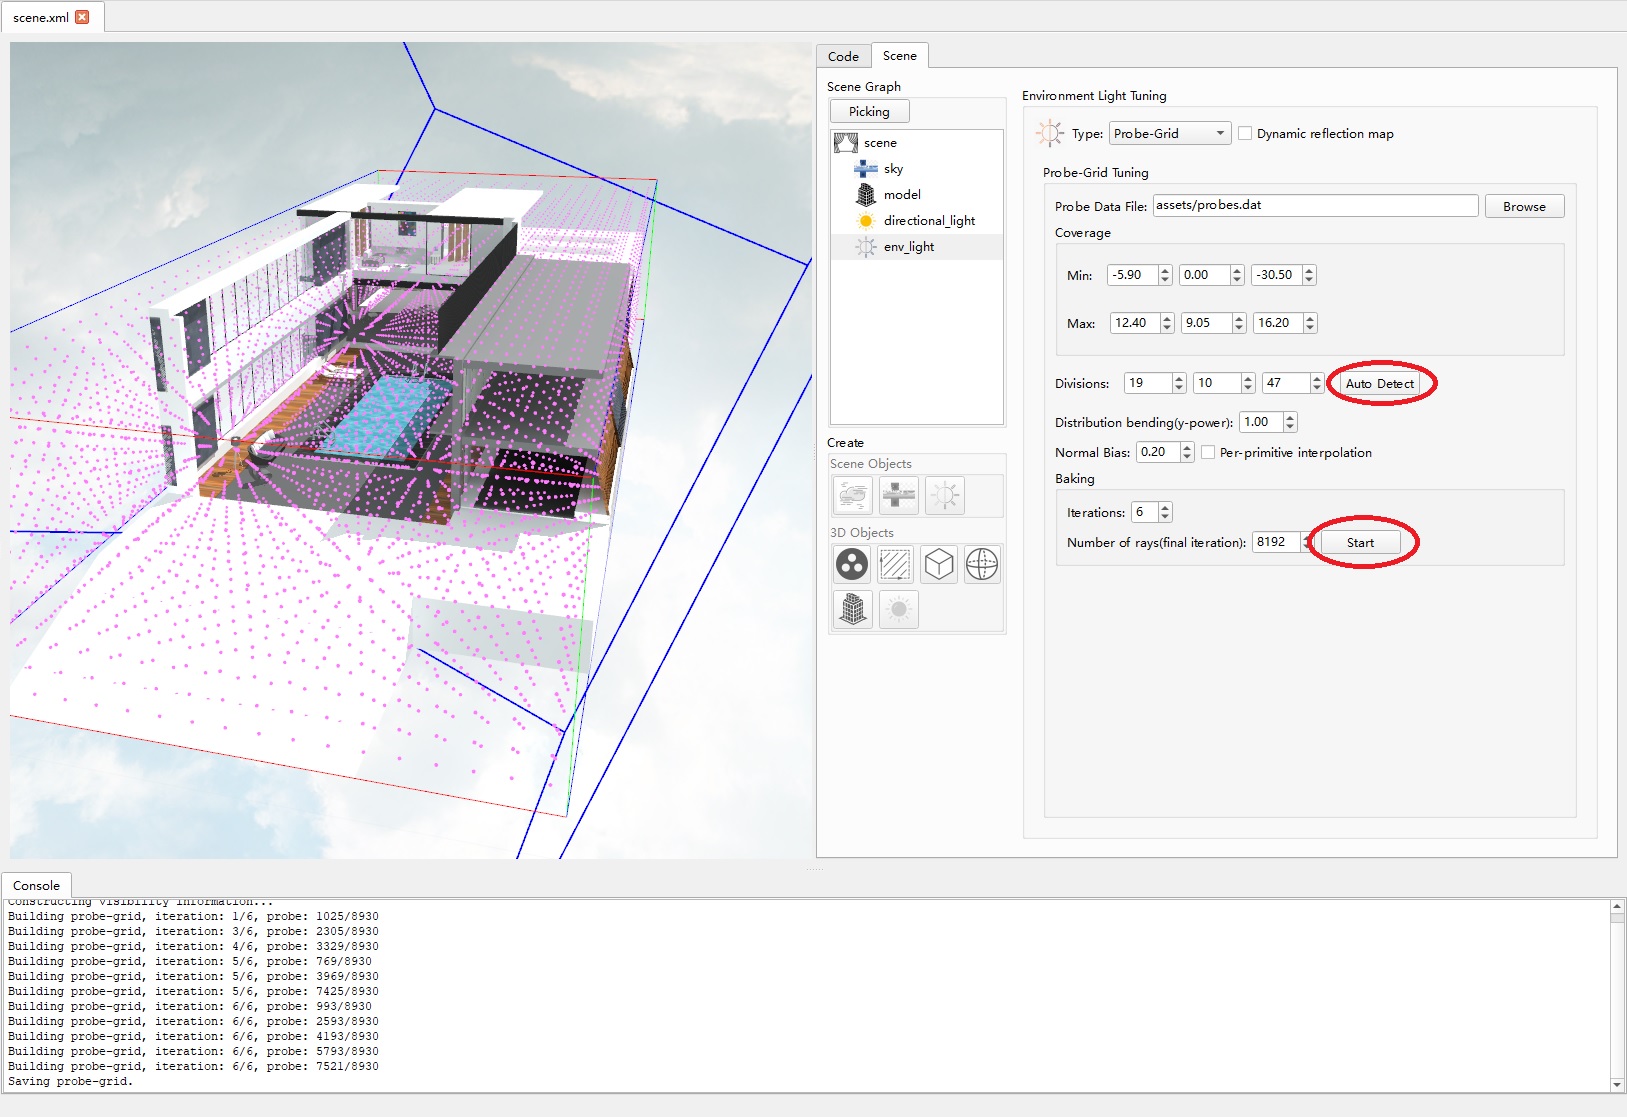 scene.xml
Code
Scene
Scene Graph
Picking
scene
sky
model
directional_light
env_light
Create
Scene Objects
3D Objects
Environment Light Tuning
Type: Probe-Grid Dynamic reflection map
Probe-Grid Tuning
Probe Data File: assets/probes.dat Browse
Coverage
Min: -5.90 0.00 -30.50
Max: 12.40 9.05 16.20
Divisions: 19 10 47 Auto Detect
Distribution bending(y-power): 1.00
Normal Bias: 0.20 Per-primitive interpolation
Baking
Iterations: 6
Number of rays(final iteration): 8192 Start
Console
Constructing visibility information...
Building probe-grid, iteration: 1/6, probe: 1025/8930
Building probe-grid, iteration: 3/6, probe: 2305/8930
Building probe-grid, iteration: 4/6, probe: 3329/8930
Building probe-grid, iteration: 5/6, probe: 769/8930
Building probe-grid, iteration: 5/6, probe: 3969/8930
Building probe-grid, iteration: 5/6, probe: 7425/8930
Building probe-grid, iteration: 6/6, probe: 993/8930
Building probe-grid, iteration: 6/6, probe: 2593/8930
Building probe-grid, iteration: 6/6, probe: 4193/8930
Building probe-grid, iteration: 6/6, probe: 5793/8930
Building probe-grid, iteration: 6/6, probe: 7521/8930
Saving probe-grid.